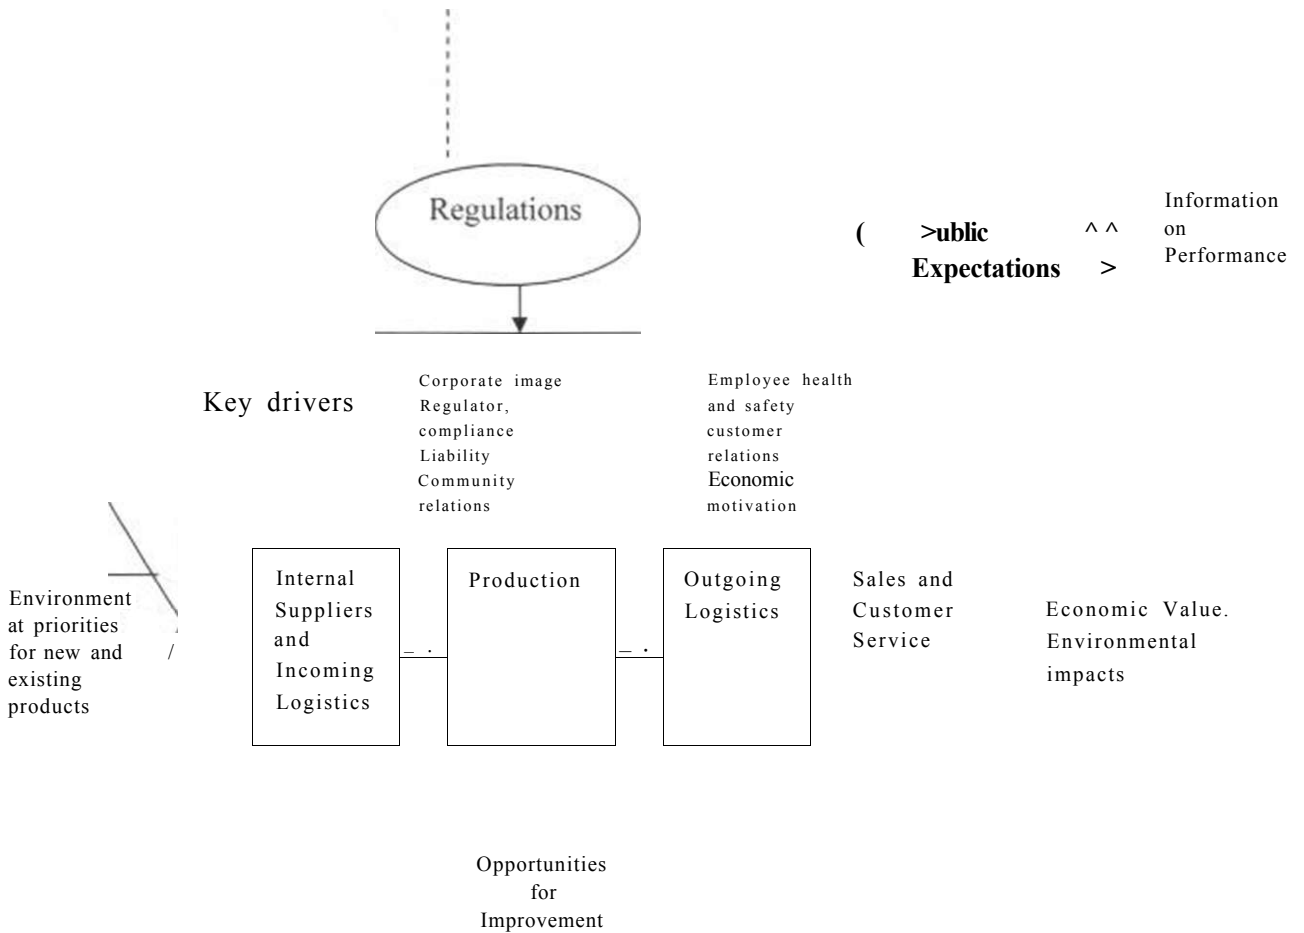 Regulations
( >ublic ^ ^
Expectations >
Information
on
Performance
Key drivers
Corporate image
Regulator,
compliance
Liability
Community
relations
Employee health
and safety
customer
relations
Economic
motivation
Environment
at priorities
for new and /
existing
products
Internal
Suppliers
and
Incoming
Logistics
_ .
Production
_ .
Outgoing
Logistics
Sales and
Customer
Service
Economic Value.
Environmental
impacts
Opportunities
for
Improvement